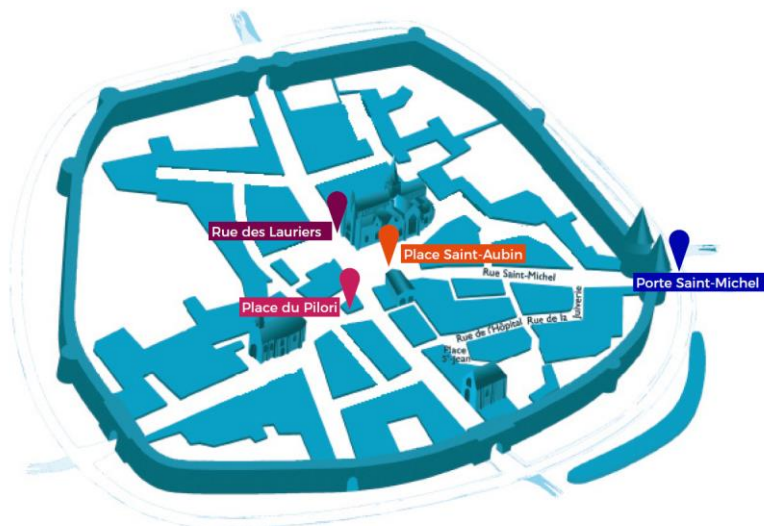 Rue des Lauriers
Place Saint-Aubin
Rue Saint-Michel
Porte Saint-Michel
Place du Pilori
Rue de l'Hôpital
Rue de la
Juiverie
Place
St Jean